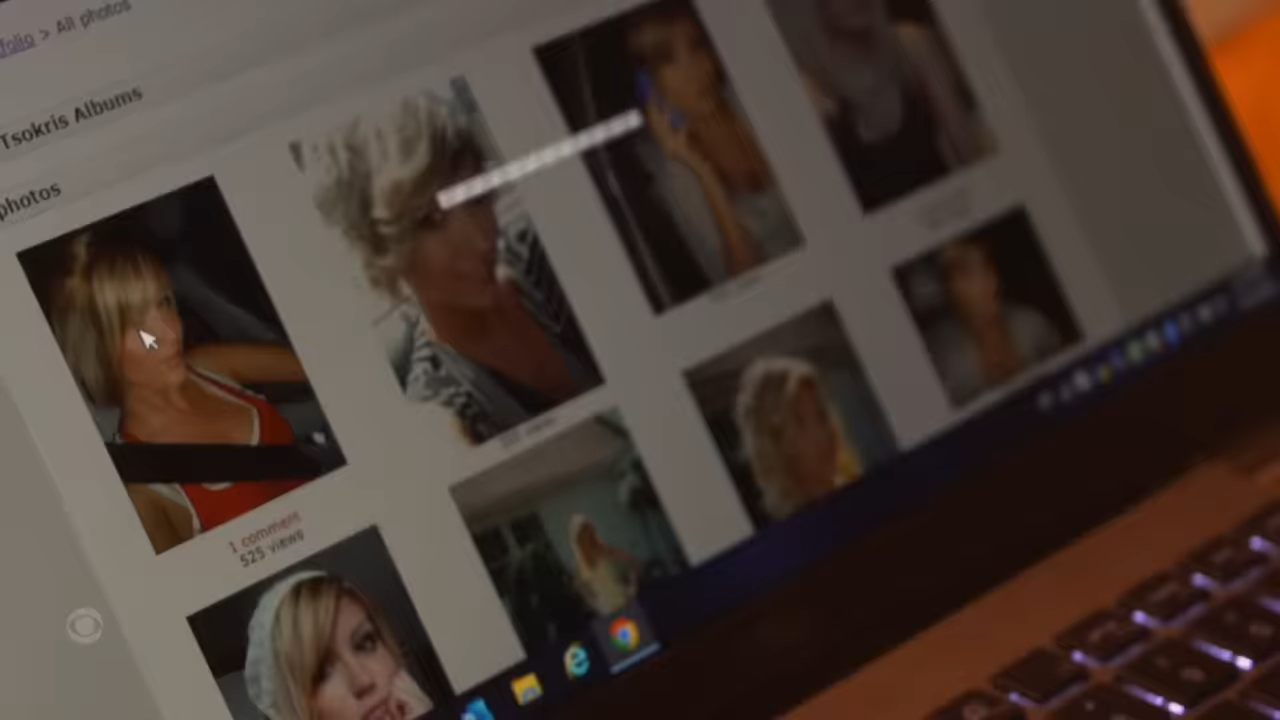 folio > All photos
Tsokris Albums
photos
1 comment
525 views